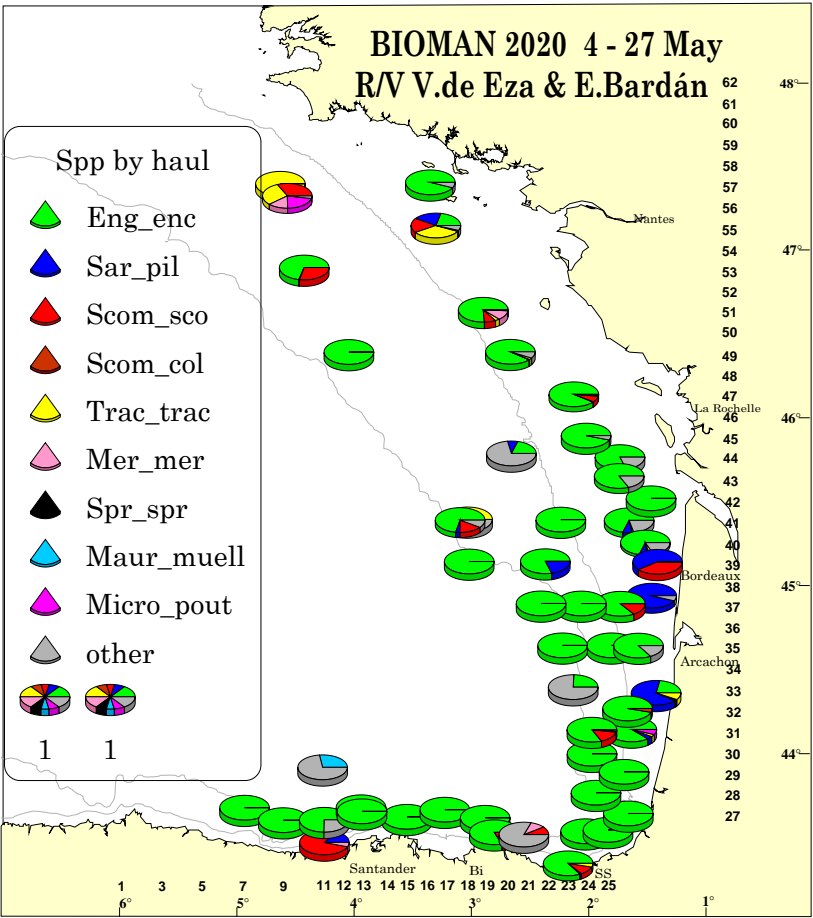 BIOMAN 2020 4 - 27 May
R/V V.de Eza & E.Bardán
Spp by haul
Eng_enc
Sar_pil
Scom_sco
Scom_col
Trac_trac
Mer_mer
Spr_spr
Maur_muell
Micro_pout
other
1 1
62
61
60
59
58
57
56
55
54
53
52
51
50
49
48
47
46
45
44
43
42
41
40
39
38
37
36
35
34
33
32
31
30
29
28
27
48°
47°
46°
45°
44°
Nantes
La Rochelle
Bordeaux
Arcachon
Santander
Bi
SS
1 3 5 7 9 11 12 13 14 15 16 17 18 19 20 21 22 23 24 25
6° 5° 4° 3° 2° 1°